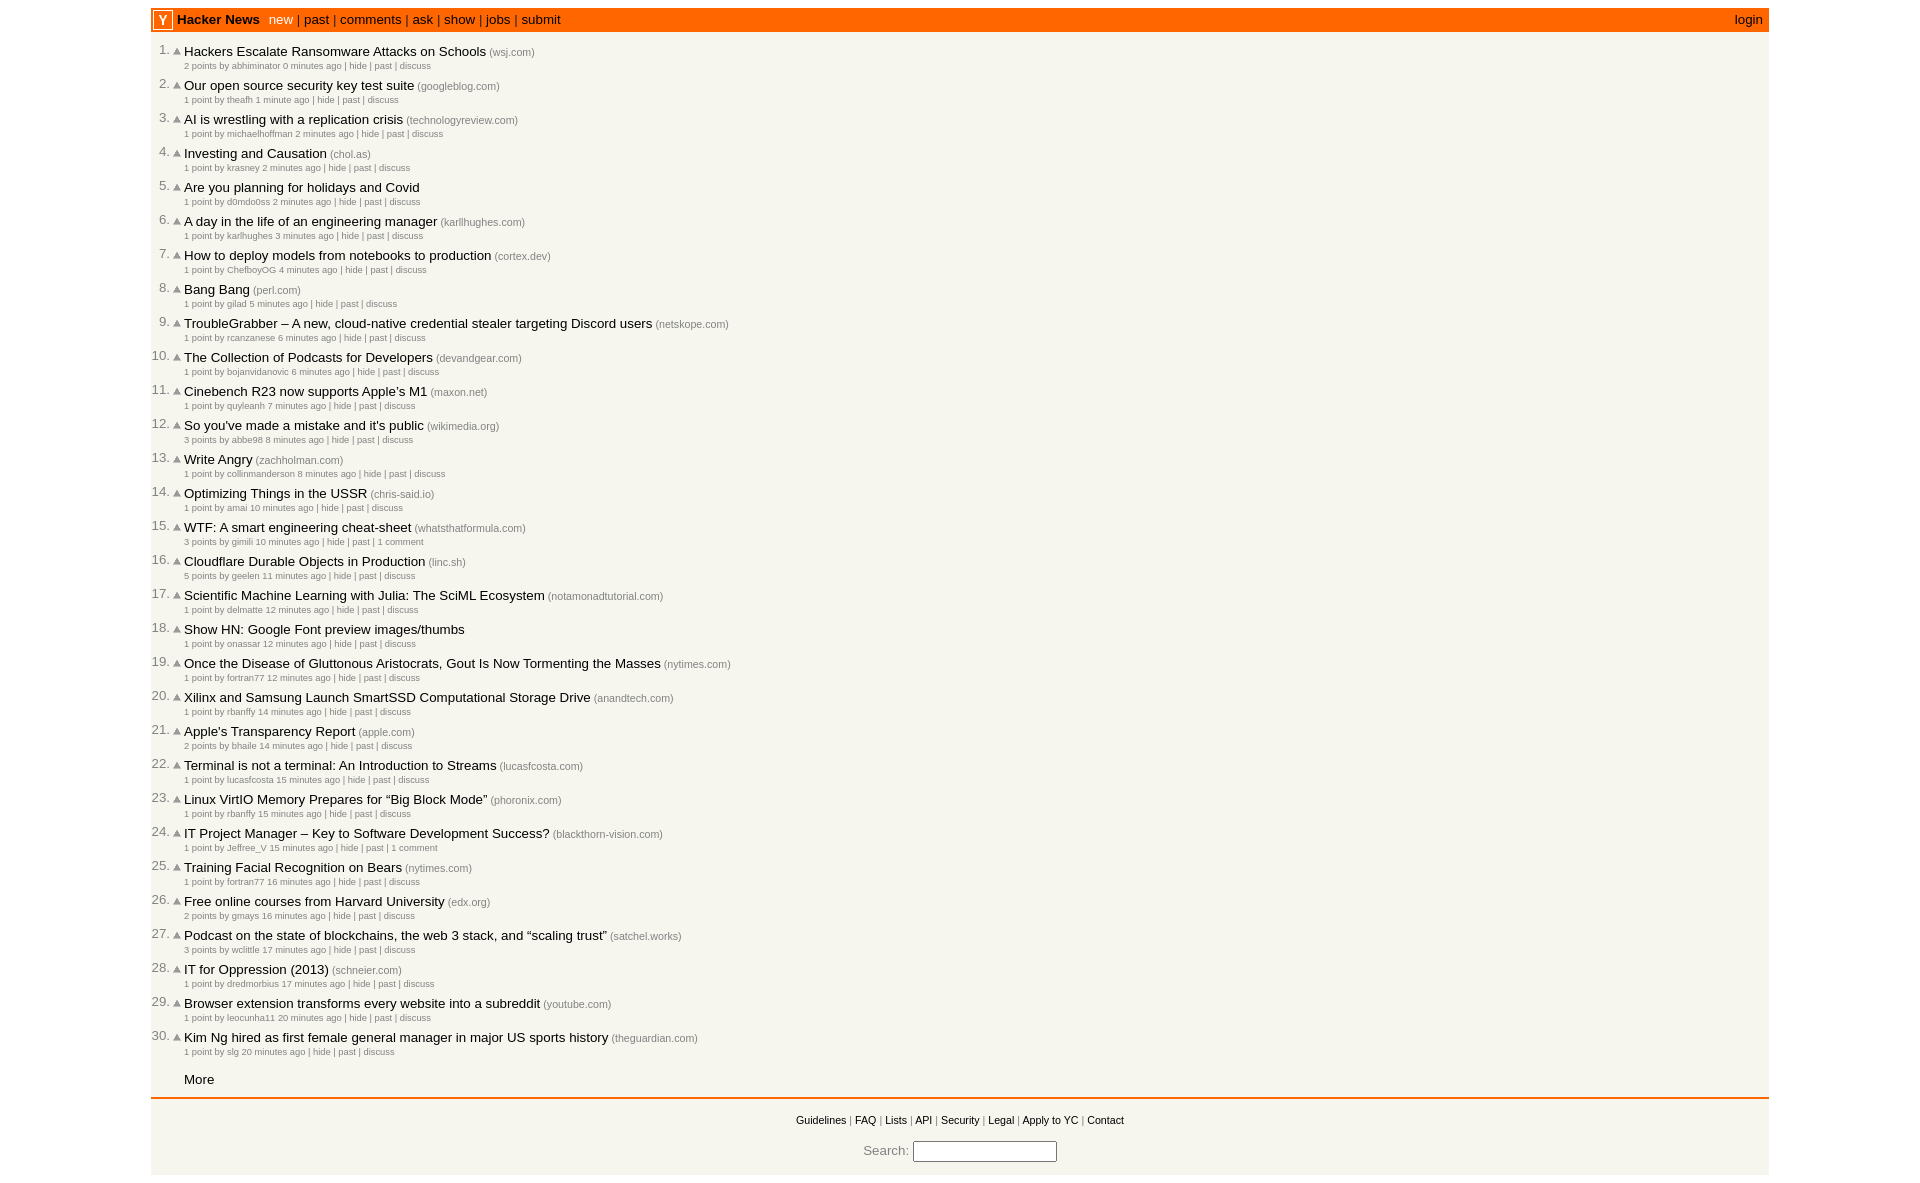 Y Hacker News new | past | comments | ask | show | jobs | submit login
1. Hackers Escalate Ransomware Attacks on Schools (wsj.com)
2 points by abhiminator 0 minutes ago | hide | past | discuss
2. Our open source security key test suite (googleblog.com)
1 point by theafh 1 minute ago | hide | past | discuss
3. AI is wrestling with a replication crisis (technologyreview.com)
1 point by michaelhoffman 2 minutes ago | hide | past | discuss
4. Investing and Causation (chol.as)
1 point by krasney 2 minutes ago | hide | past | discuss
5. Are you planning for holidays and Covid
1 point by d0mdo0ss 2 minutes ago | hide | past | discuss
6. A day in the life of an engineering manager (karllhughes.com)
1 point by karlhughes 3 minutes ago | hide | past | discuss
7. How to deploy models from notebooks to production (cortex.dev)
1 point by ChefboyOG 4 minutes ago | hide | past | discuss
8. Bang Bang (perl.com)
1 point by gilad 5 minutes ago | hide | past | discuss
9. TroubleGrabber – A new, cloud-native credential stealer targeting Discord users (netskope.com)
1 point by rcanzanese 6 minutes ago | hide | past | discuss
10. The Collection of Podcasts for Developers (devandgear.com)
1 point by bojanvidanovic 6 minutes ago | hide | past | discuss
11. Cinebench R23 now supports Apple’s M1 (maxon.net)
1 point by quyleanh 7 minutes ago | hide | past | discuss
12. So you've made a mistake and it's public (wikimedia.org)
3 points by abbe98 8 minutes ago | hide | past | discuss
13. Write Angry (zachholman.com)
1 point by collinmanderson 8 minutes ago | hide | past | discuss
14. Optimizing Things in the USSR (chris-said.io)
1 point by amai 10 minutes ago | hide | past | discuss
15. WTF: A smart engineering cheat-sheet (whatsthatformula.com)
3 points by gimili 10 minutes ago | hide | past | 1 comment
16. Cloudflare Durable Objects in Production (linc.sh)
5 points by geelen 11 minutes ago | hide | past | discuss
17. Scientific Machine Learning with Julia: The SciML Ecosystem (notamonadtutorial.com)
1 point by delmatte 12 minutes ago | hide | past | discuss
18. Show HN: Google Font preview images/thumbs
1 point by onassar 12 minutes ago | hide | past | discuss
19. Once the Disease of Gluttonous Aristocrats, Gout Is Now Tormenting the Masses (nytimes.com)
1 point by fortran77 12 minutes ago | hide | past | discuss
20. Xilinx and Samsung Launch SmartSSD Computational Storage Drive (anandtech.com)
1 point by rbanffy 14 minutes ago | hide | past | discuss
21. Apple's Transparency Report (apple.com)
2 points by bhaile 14 minutes ago | hide | past | discuss
22. Terminal is not a terminal: An Introduction to Streams (lucasfcosta.com)
1 point by lucasfcosta 15 minutes ago | hide | past | discuss
23. Linux VirtIO Memory Prepares for “Big Block Mode” (phoronix.com)
1 point by rbanffy 15 minutes ago | hide | past | discuss
24. IT Project Manager – Key to Software Development Success? (blackthorn-vision.com)
1 point by Jeffree_V 15 minutes ago | hide | past | 1 comment
25. Training Facial Recognition on Bears (nytimes.com)
1 point by fortran77 16 minutes ago | hide | past | discuss
26. Free online courses from Harvard University (edx.org)
2 points by gmays 16 minutes ago | hide | past | discuss
27. Podcast on the state of blockchains, the web 3 stack, and “scaling trust” (satchel.works)
3 points by wclittle 17 minutes ago | hide | past | discuss
28. IT for Oppression (2013) (schneier.com)
1 point by dredmorbius 17 minutes ago | hide | past | discuss
29. Browser extension transforms every website into a subreddit (youtube.com)
1 point by leocunha11 20 minutes ago | hide | past | discuss
30. Kim Ng hired as first female general manager in major US sports history (theguardian.com)
1 point by slg 20 minutes ago | hide | past | discuss
More
Guidelines | FAQ | Lists | API | Security | Legal | Apply to YC | Contact
Search: